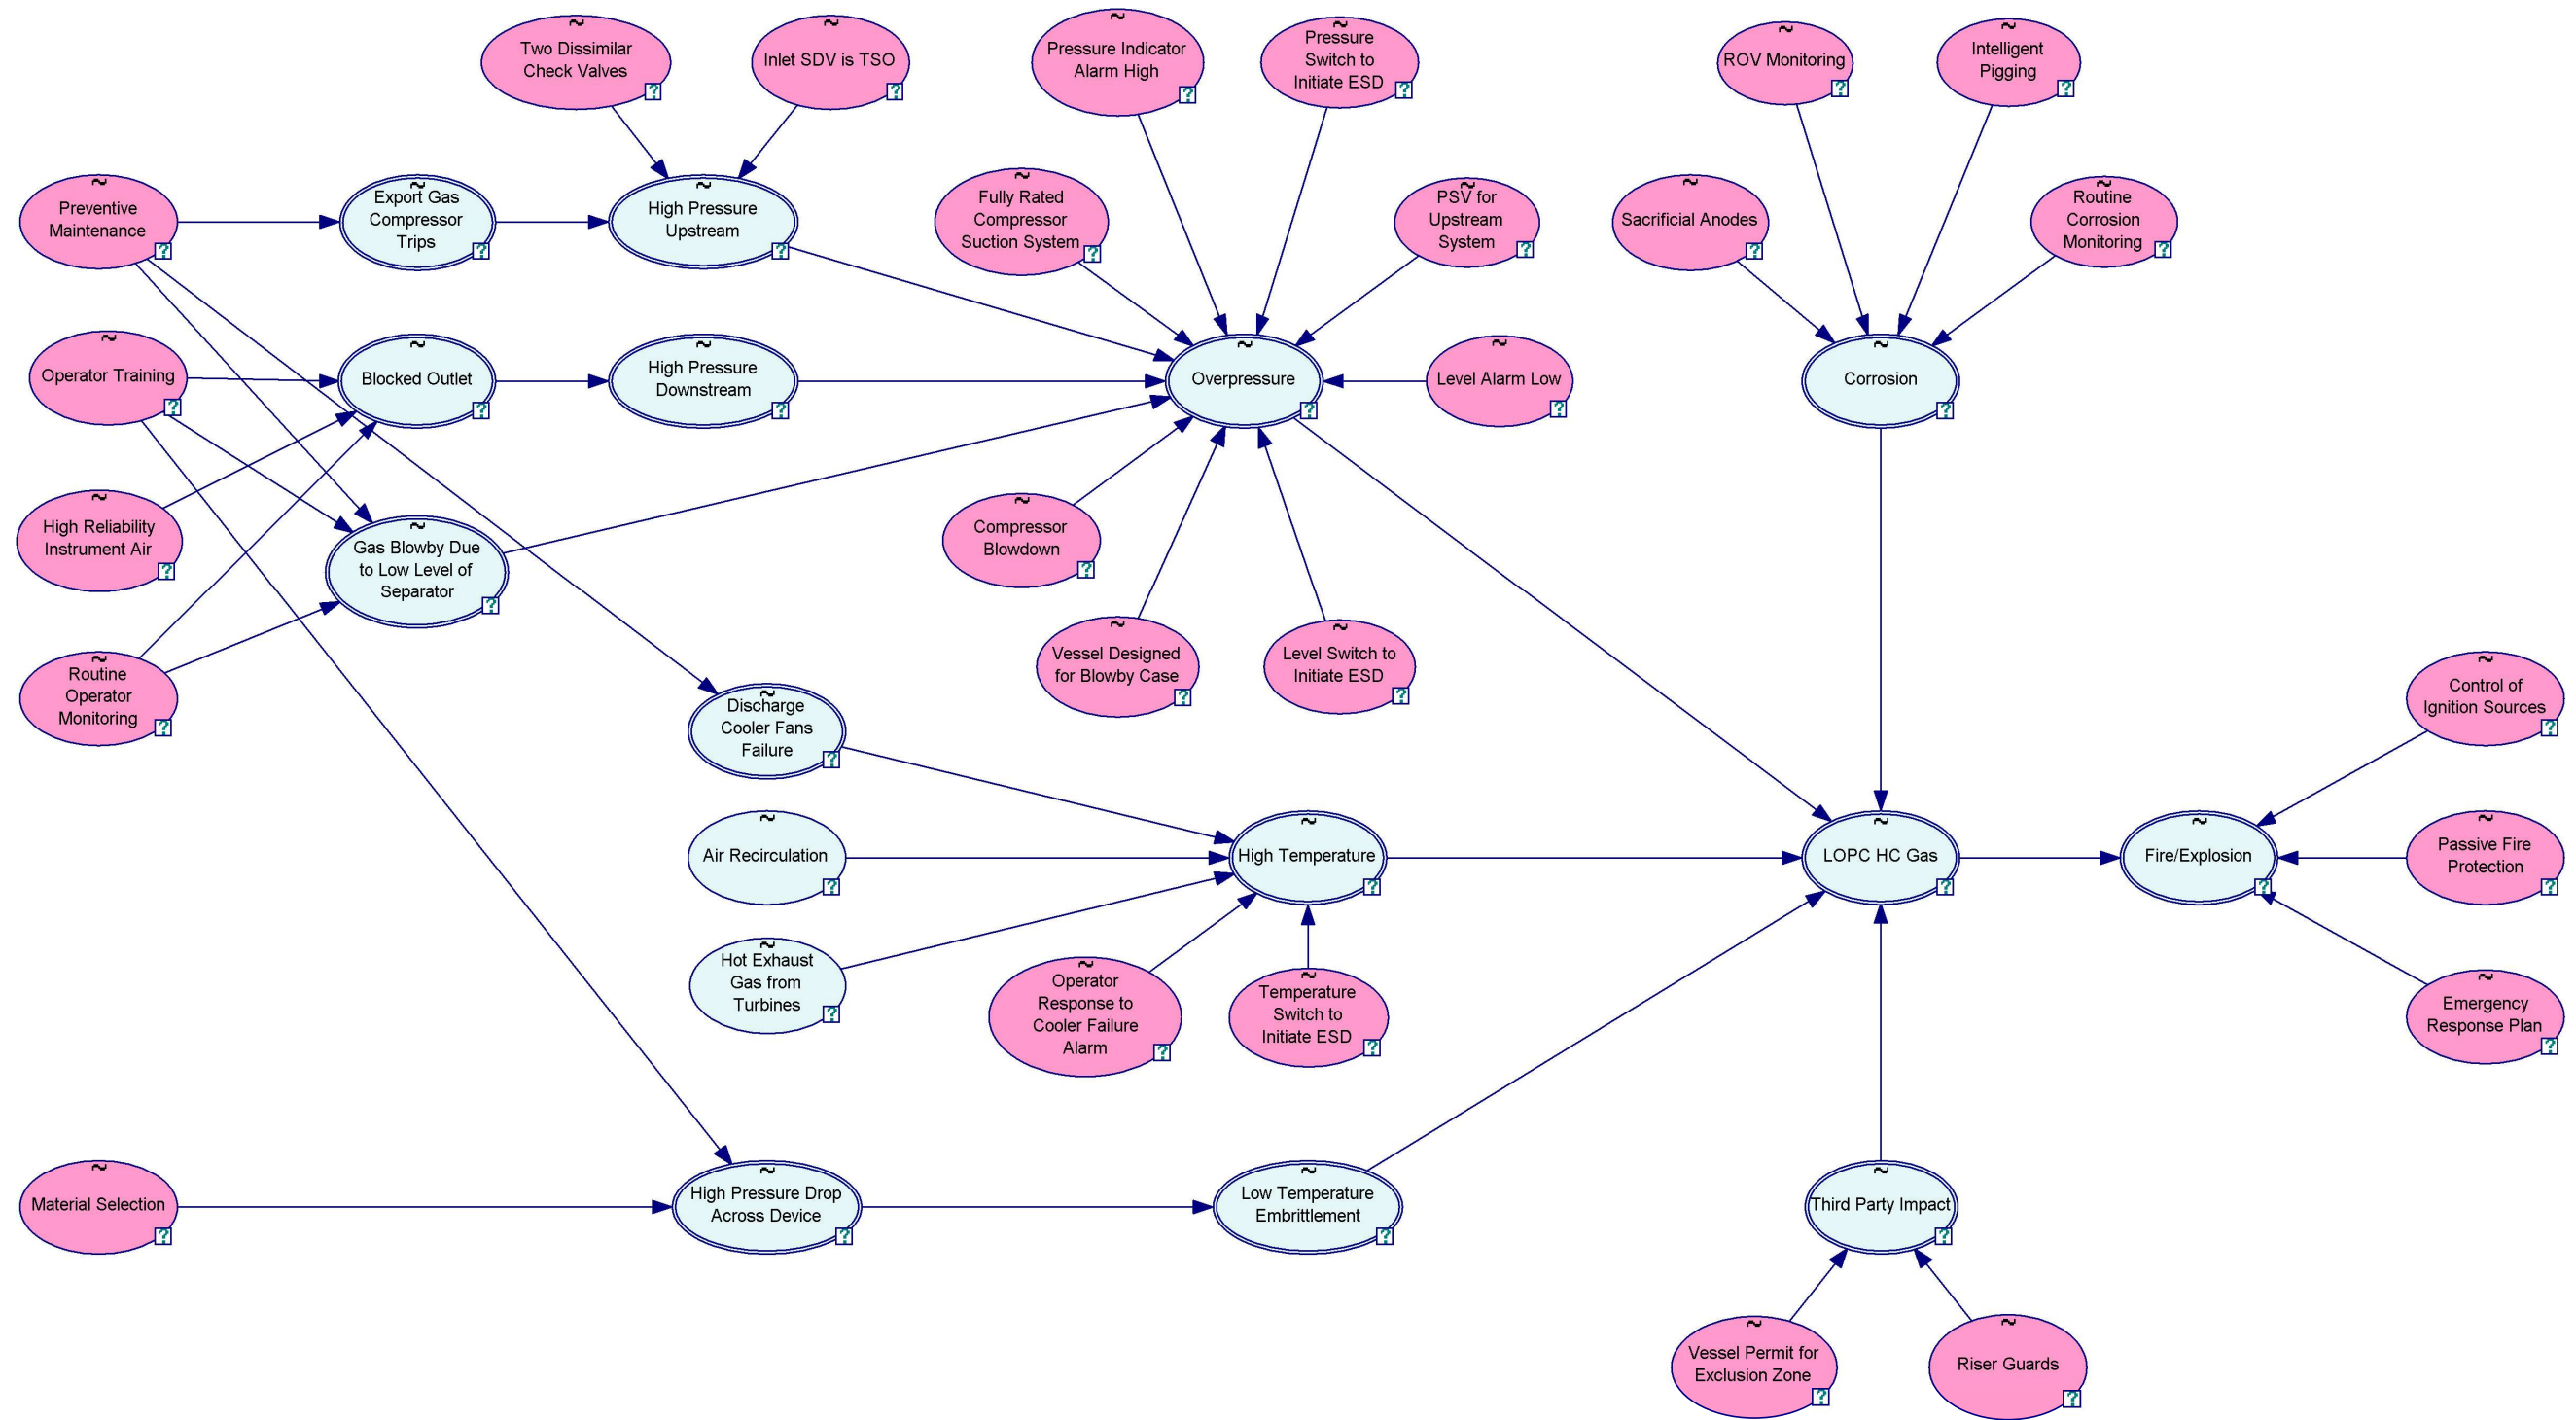 Two Dissimilar
Check Valves
Inlet SDV is TSO
Pressure Indicator
Alarm High
Pressure
Switch to
Initiate ESD
ROV Monitoring
Intelligent
Pigging
Preventive
Maintenance
Export Gas
Compressor
Trips
High Pressure
Upstream
Fully Rated
Compressor
Suction System
PSV for
Upstream
System
Sacrificial Anodes
Routine
Corrosion
Monitoring
Operator Training
Blocked Outlet
High Pressure
Downstream
Overpressure
Level Alarm Low
Corrosion
High Reliability
Instrument Air
Gas Blowby Due
to Low Level of
Separator
Compressor
Blowdown
Routine
Operator
Monitoring
Vessel Designed
for Blowby Case
Level Switch to
Initiate ESD
Discharge
Cooler Fans
Failure
Control of
Ignition Sources
Air Recirculation
High Temperature
LOPC HC Gas
Fire/Explosion
Passive Fire
Protection
Hot Exhaust
Gas from
Turbines
Operator
Response to
Cooler Failure
Alarm
Temperature
Switch to
Initiate ESD
Emergency
Response Plan
Material Selection
High Pressure Drop
Across Device
Low Temperature
Embrittlement
Third Party Impact
Vessel Permit for
Exclusion Zone
Riser Guards